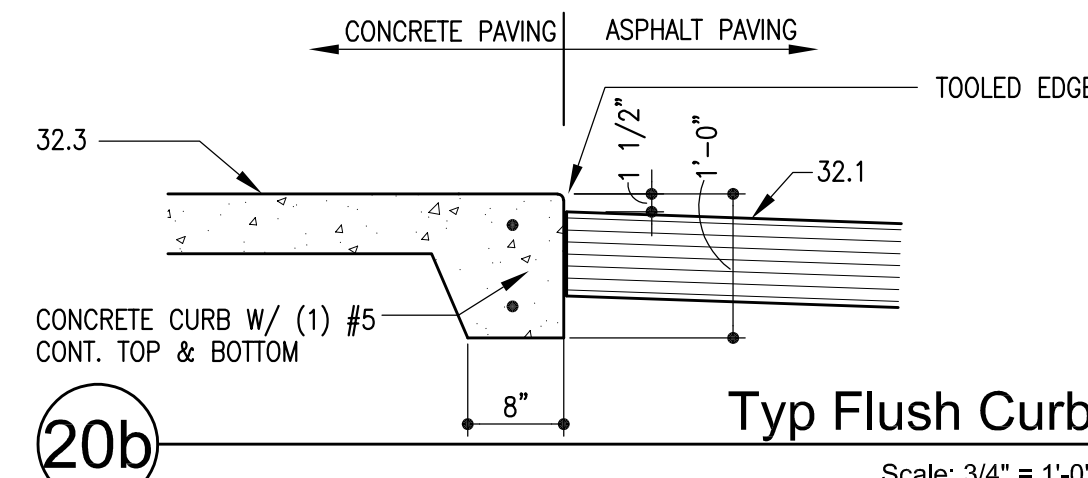 CONCRETE PAVING
ASPHALT PAVING
TOOLED EDGE
32.3
1 1/2"
1'-0"
32.1
CONCRETE CURB W/ (1) #5
CONT. TOP & BOTTOM
8"
20b
Typ Flush Curb
Scale: 3/4" = 1'-0"